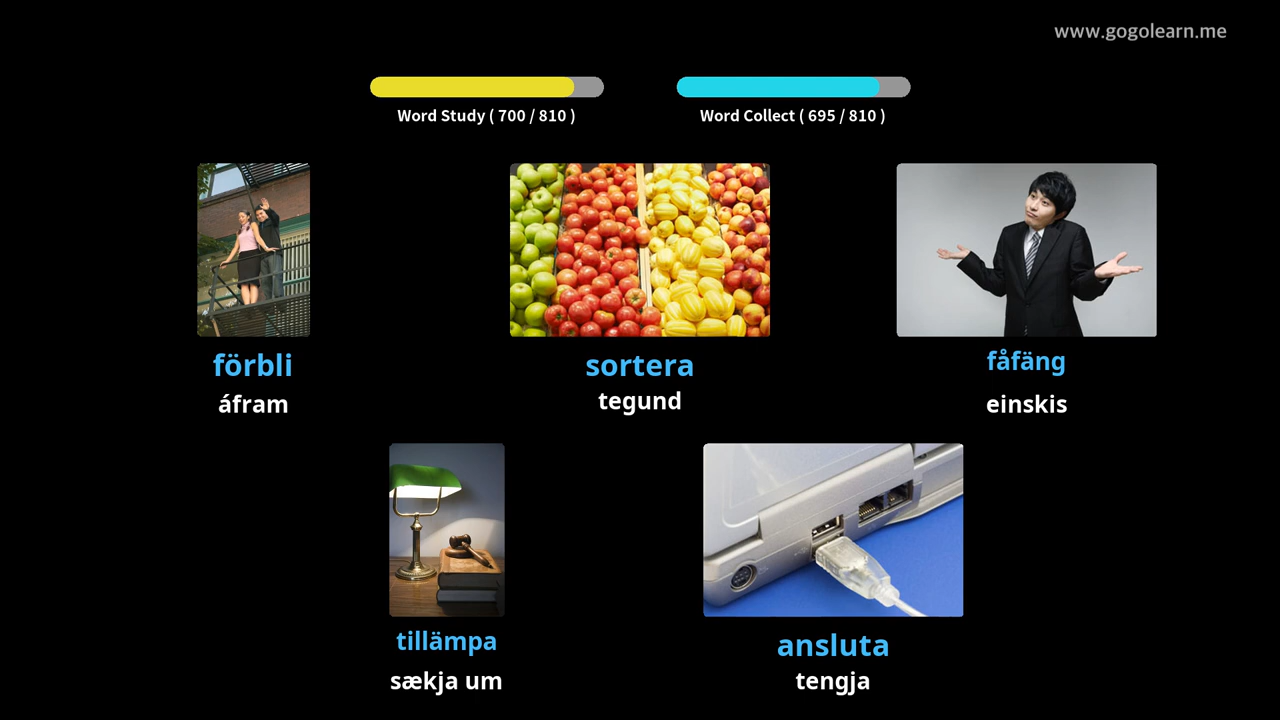 www.gogolearn.me
Word Study ( 700 / 810 )
Word Collect ( 695 / 810 )
förbli
áfram
sortera
tegund
fåfäng
einskis
tillämpa
sækja um
ansluta
tengja